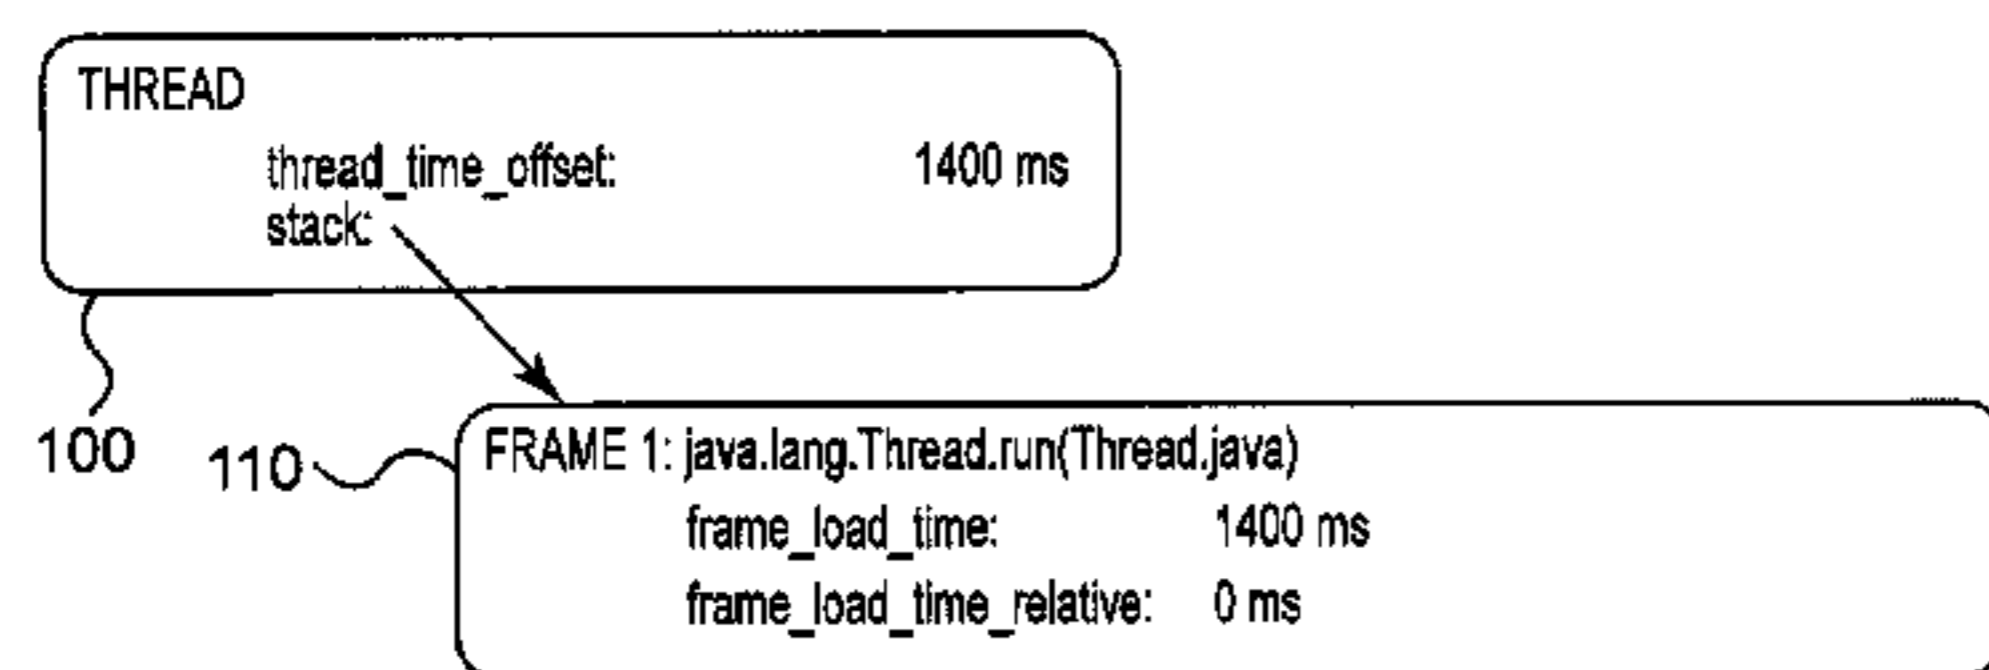 THREAD
thread_time_offset: 1400 ms
stack:
100
110
FRAME 1: java.lang.Thread.run(Thread.java)
frame_load_time: 1400 ms
frame_load_time_relative: 0 ms